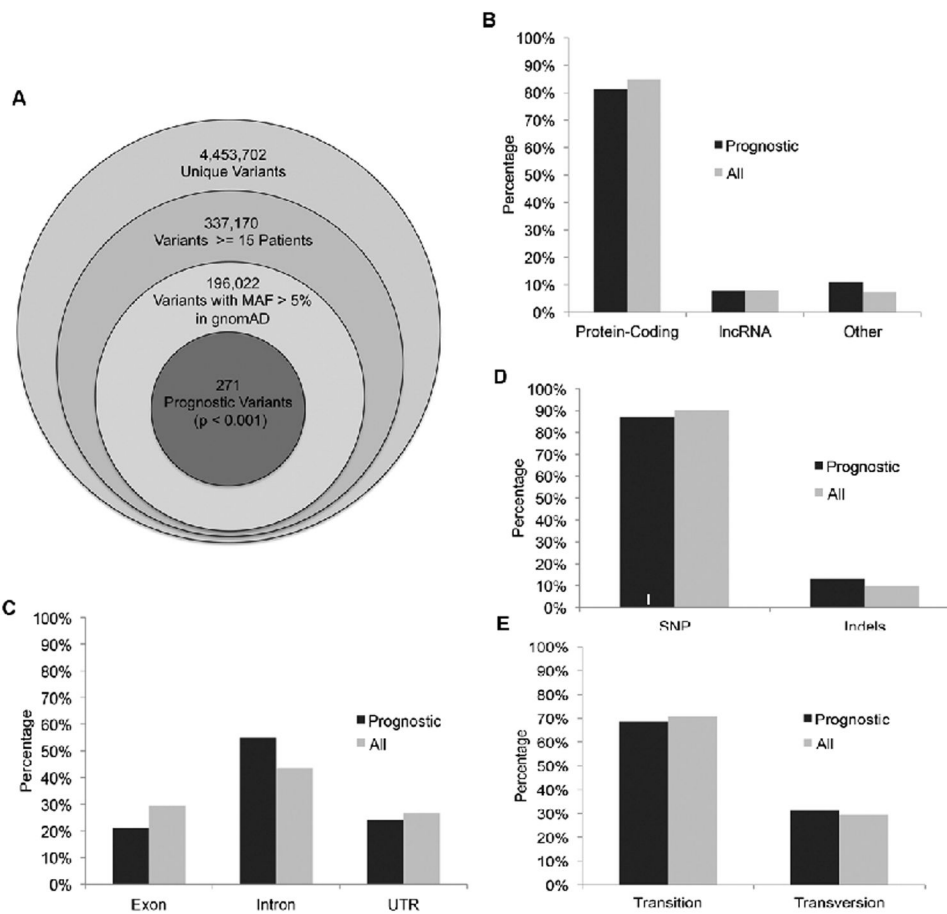 A
4,453,702
Unique Variants
337,170
Variants >= 15 Patients
196,022
Variants with MAF > 5%
in gnomAD
271
Prognostic Variants
(p < 0.001)
B
Percentage
100%
90%
80%
70%
60%
50%
40%
30%
20%
10%
0%
Prognostic
All
Protein-Coding
lncRNA
Other
C
Percentage
100%
90%
80%
70%
60%
50%
40%
30%
20%
10%
0%
Prognostic
All
Exon
Intron
UTR
D
Percentage
100%
90%
80%
70%
60%
50%
40%
30%
20%
10%
0%
Prognostic
All
SNP
Indels
E
Percentage
100%
90%
80%
70%
60%
50%
40%
30%
20%
10%
0%
Prognostic
All
Transition
Transversion